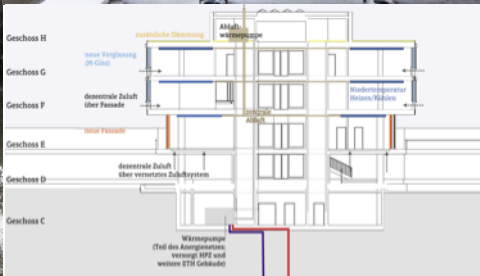 Geschoss H
zusätzliche Dämmung
Abluft-
wärmepumpe
neue Verglasung
(H-Glas)
Geschoss G
dezentrale Zuluft
über Fassade
Niedertemperatur
Heizen/Kühlen
Geschoss F
zentrale
Abluft
neue Fassade
Geschoss E
dezentrale Zuluft
über vernetztes Zuluftsystem
Geschoss D
Geschoss C
Wärmepumpe
(Teil des Anergienetzes:
versorgt HPZ und
weitere ETH Gebäude)